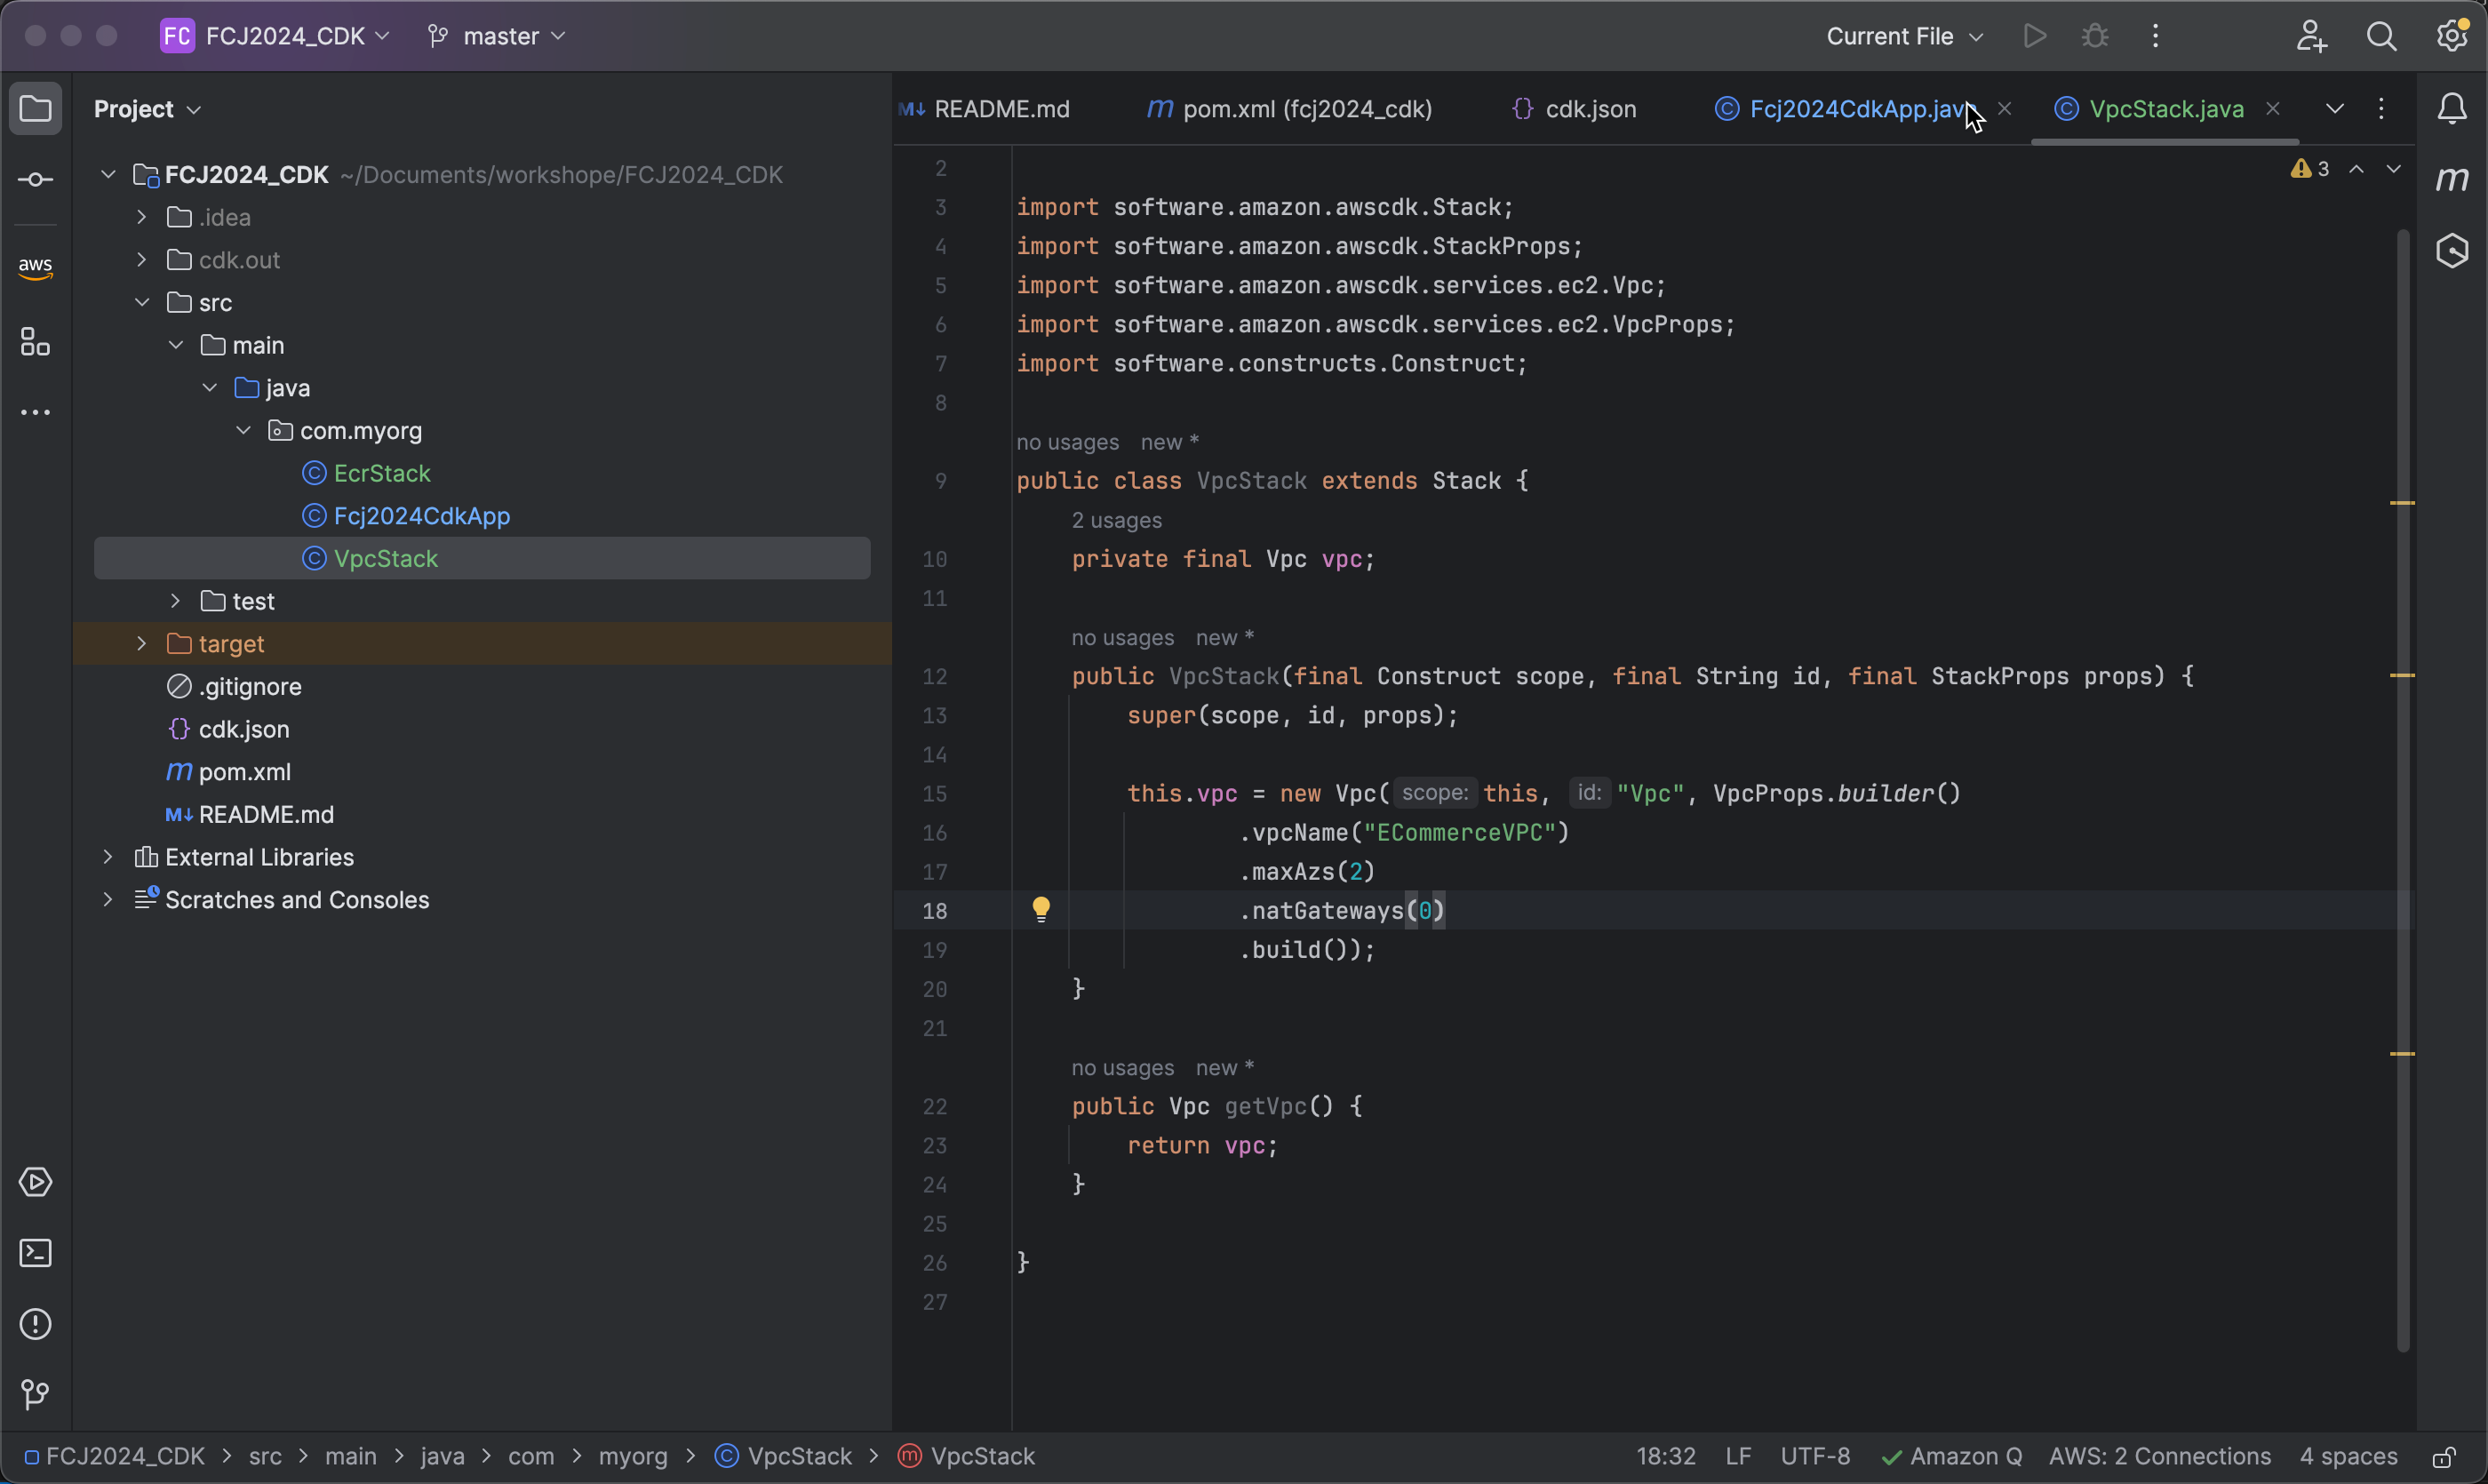 FC FCJ2024_CDK master Current File
Project
README.md pom.xml (fcj2024_cdk) cdk.json Fcj2024CdkApp.java VpcStack.java
aws
FCJ2024_CDK ~/Documents/workshope/FCJ2024_CDK
.idea
cdk.out
src
main
java
com.myorg
EcrStack
Fcj2024CdkApp
VpcStack
test
target
.gitignore
cdk.json
pom.xml
README.md
External Libraries
Scratches and Consoles
3
2
3 import software.amazon.awscdk.Stack;
4 import software.amazon.awscdk.StackProps;
5 import software.amazon.awscdk.services.ec2.Vpc;
6 import software.amazon.awscdk.services.ec2.VpcProps;
7 import software.constructs.Construct;
8
no usages new *
9 public class VpcStack extends Stack {
2 usages
10 private final Vpc vpc;
11
no usages new *
12 public VpcStack(final Construct scope, final String id, final StackProps props) {
13 super(scope, id, props);
14
15 this.vpc = new Vpc( scope: this, id: "Vpc", VpcProps.builder()
16 .vpcName("ECommerceVPC")
17 .maxAzs(2)
18 .natGateways(0)
19 .build());
20 }
21
no usages new *
22 public Vpc getVpc() {
23 return vpc;
24 }
25
26 }
27
FCJ2024_CDK > src > main > java > com > myorg > VpcStack > VpcStack 18:32 LF UTF-8 Amazon Q AWS: 2 Connections 4 spaces